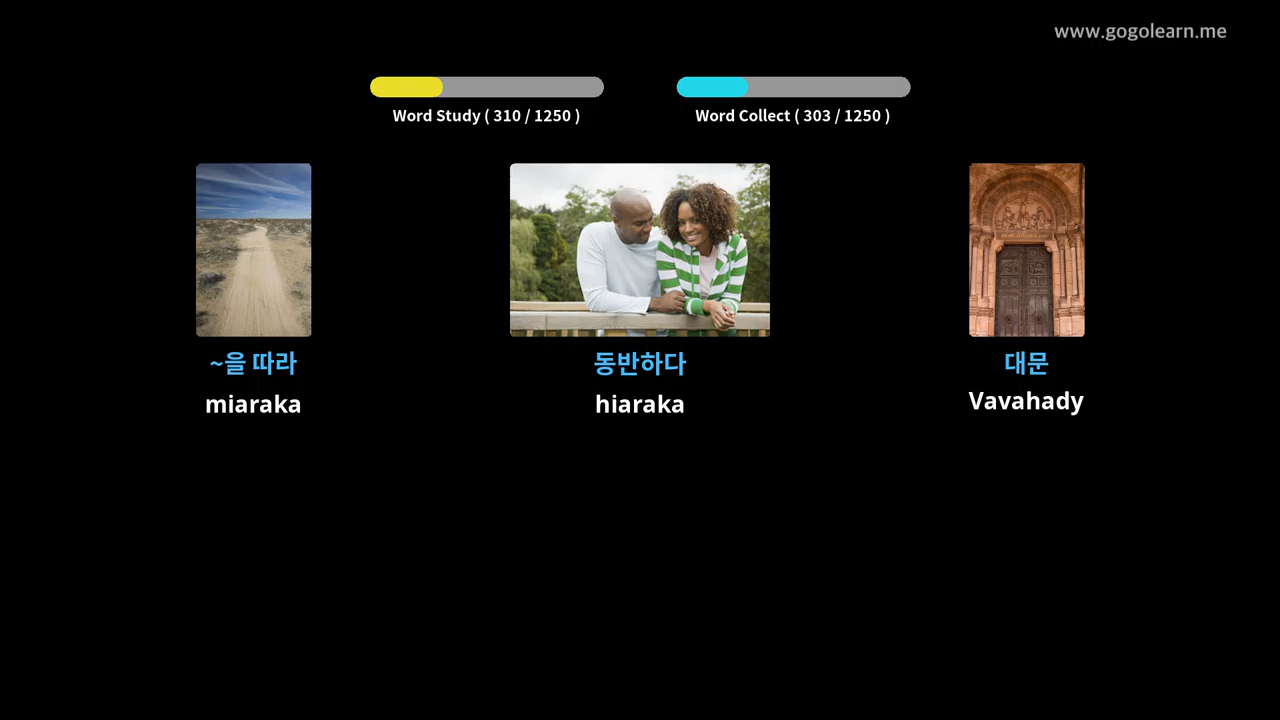 www.gogolearn.me
Word Study ( 310 / 1250 )
Word Collect ( 303 / 1250 )
~을 따라
miaraka
동반하다
hiaraka
대문
Vavahady